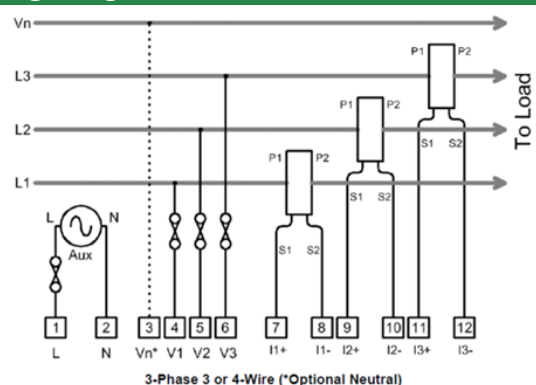 Vn
P1 P2
L3
P1 P2
S1 S2
L2
P1 P2
S1 S2
L1
To Load
L N
S1 S2
Aux
1 2 3 4 5 6 7 8 9 10 11 12
L N Vn* V1 V2 V3 I1+ I1- I2+ I2- I3+ I3-
3-Phase 3 or 4-Wire (*Optional Neutral)